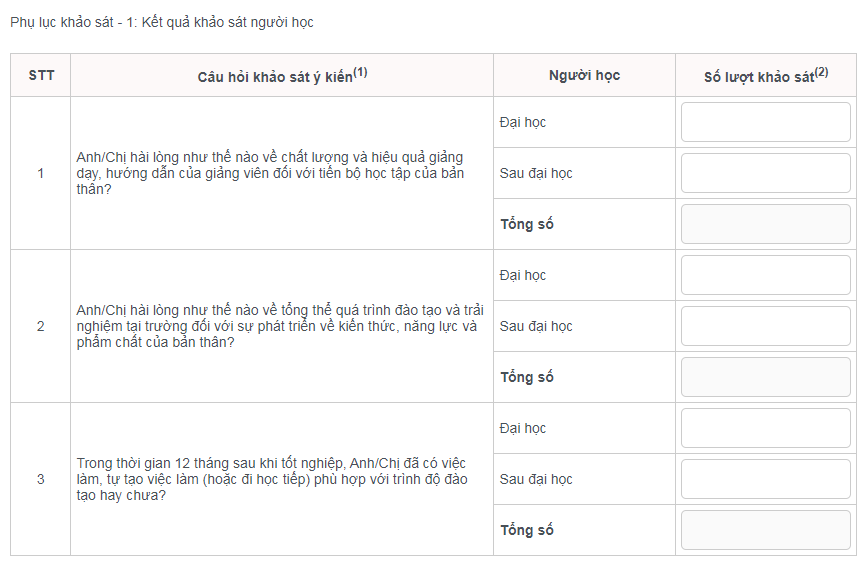 Phụ lục khảo sát - 1: Kết quả khảo sát người học
STT
Câu hỏi khảo sát ý kiến(1)
Người học
Số lượt khảo sát(2)
1
Anh/Chị hài lòng như thế nào về chất lượng và hiệu quả giảng
dạy, hướng dẫn của giảng viên đối với tiến bộ học tập của bản
thân?
Đại học
Sau đại học
Tổng số
2
Anh/Chị hài lòng như thế nào về tổng thể quá trình đào tạo và trải
nghiệm tại trường đối với sự phát triển về kiến thức, năng lực và
phẩm chất của bản thân?
Đại học
Sau đại học
Tổng số
3
Trong thời gian 12 tháng sau khi tốt nghiệp, Anh/Chị đã có việc
làm, tự tạo việc làm (hoặc đi học tiếp) phù hợp với trình độ đào
tạo hay chưa?
Đại học
Sau đại học
Tổng số